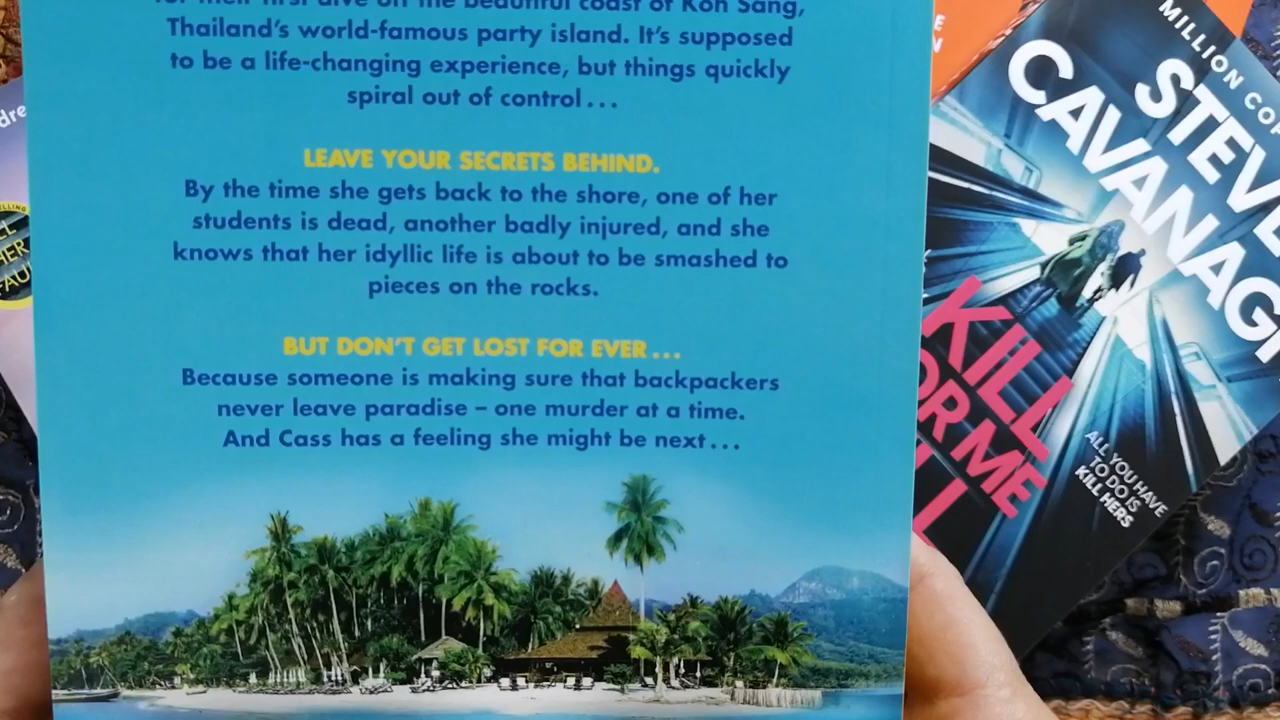 for their first dive off the beautiful coast of Koh Sang,
Thailand's world-famous party island. It's supposed
to be a life-changing experience, but things quickly
spiral out of control...
LEAVE YOUR SECRETS BEHIND.
By the time she gets back to the shore, one of her
students is dead, another badly injured, and she
knows that her idyllic life is about to be smashed to
pieces on the rocks.
BUT DON'T GET LOST FOR EVER...
Because someone is making sure that backpackers
never leave paradise – one murder at a time.
And Cass has a feeling she might be next...
MILLION
STEVE
CAVANAGH
KILL
FOR ME
ALL YOU HAVE
TO DO IS
KILL HERS